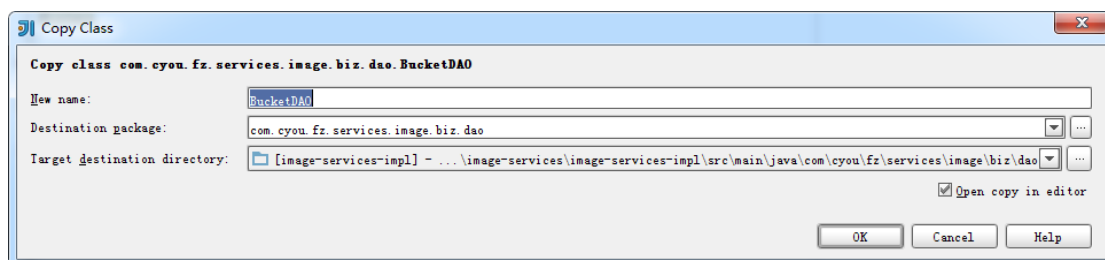 Copy Class
Copy class com.cyou.fz.services.image.biz.dao.BucketDAO
New name:
BucketDAO
Destination package:
com.cyou.fz.services.image.biz.dao
...
Target destination directory:
[image-services-impl] - ...\image-services\image-services-impl\src\main\java\com\cyou\fz\services\image\biz\dao
...
Open copy in editor
OK Cancel Help